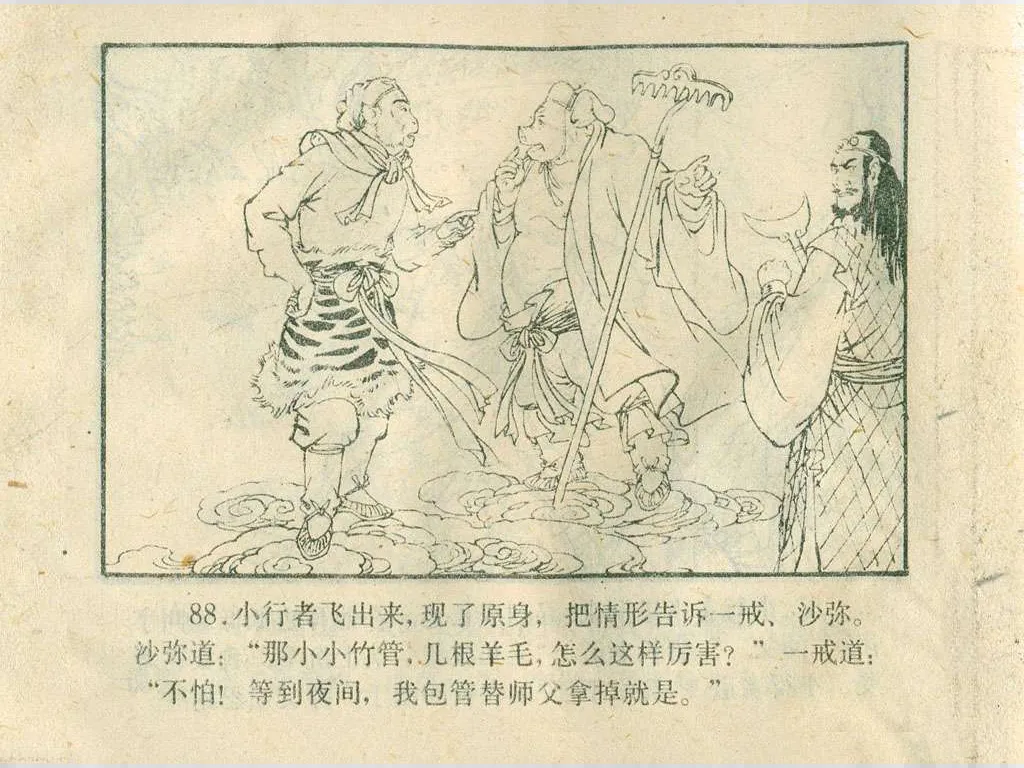 88.小行者飞出来,现了原身,把情形告诉一戒、沙弥。
沙弥道:“那小小竹管,几根羊毛,怎么这样厉害?”一戒道:
“不怕!等到夜间,我包管替师父拿掉就是。”